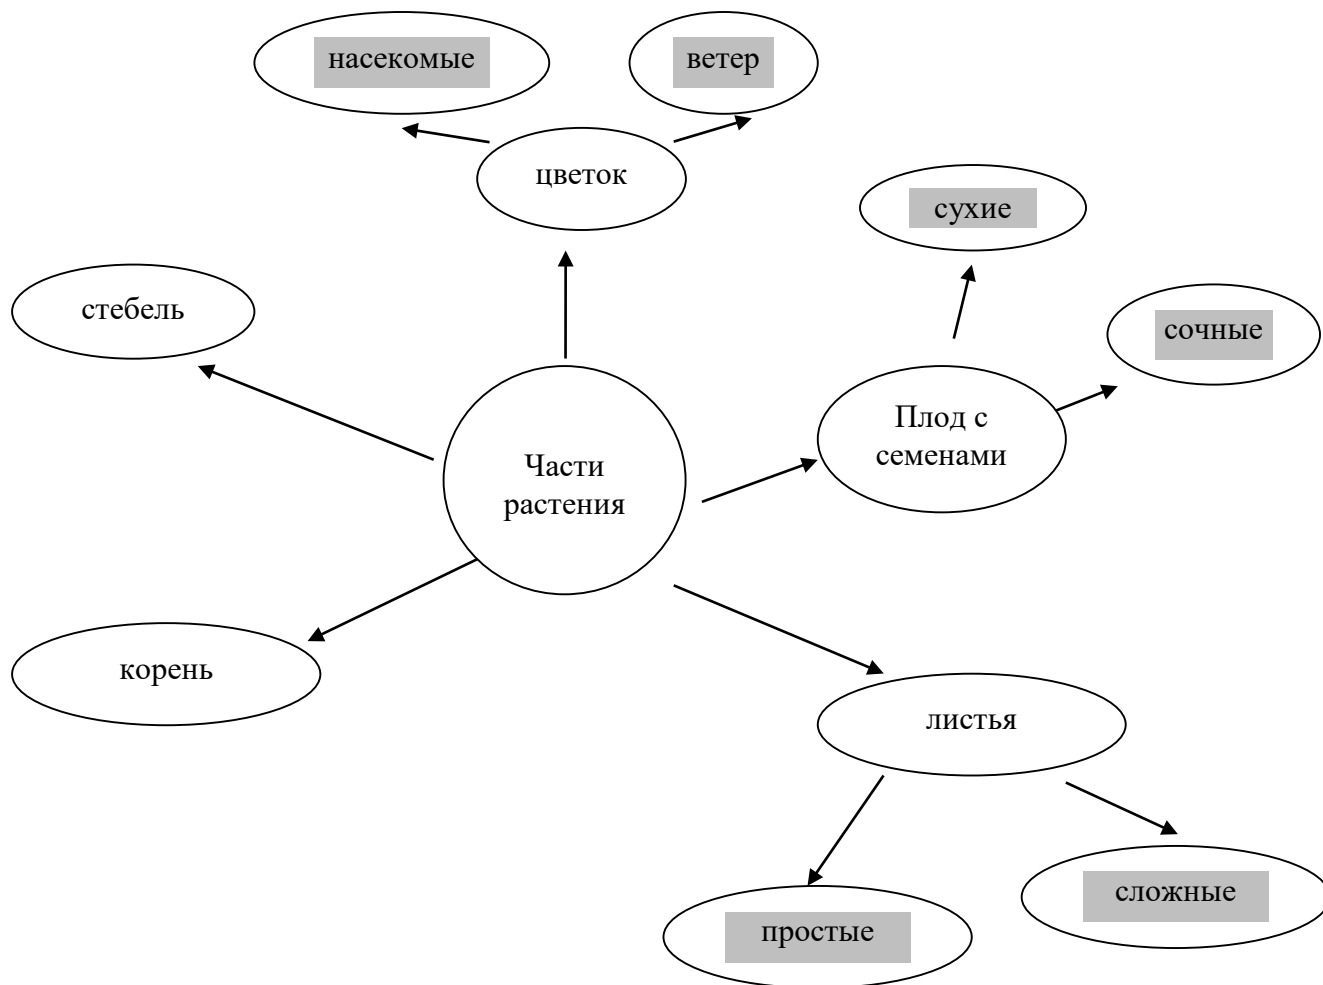 насекомые
ветер
цветок
сухие
стебель
сочные
Плод с
семенами
Части
растения
корень
листья
сложные
простые